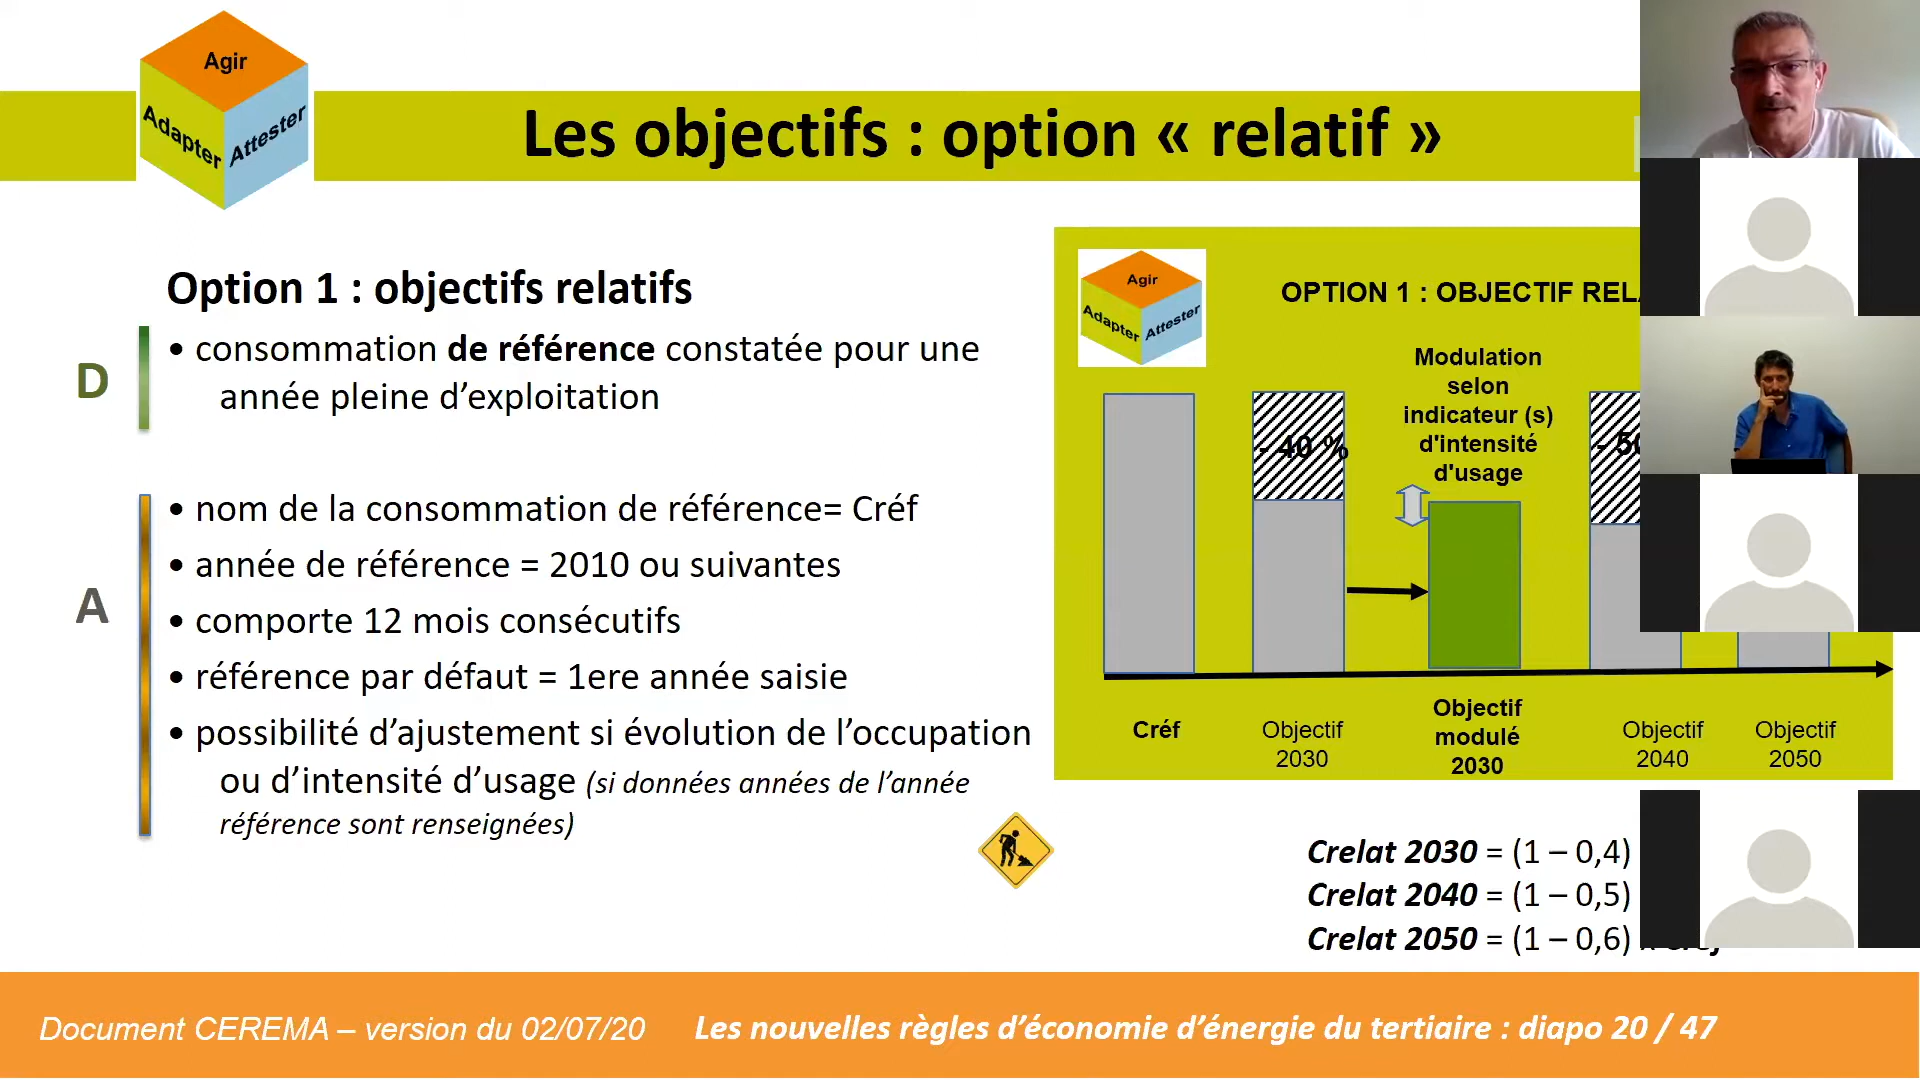 Agir
Adapter
Attester
Les objectifs : option « relatif »
Option 1 : objectifs relatifs
D
• consommation de référence constatée pour une
année pleine d’exploitation
A
• nom de la consommation de référence= Créf
• année de référence = 2010 ou suivantes
• comporte 12 mois consécutifs
• référence par défaut = 1ere année saisie
• possibilité d’ajustement si évolution de l’occupation
ou d’intensité d’usage (si données années de l’année
référence sont renseignées)
Agir
Adapter
Attester
OPTION 1 : OBJECTIF
Modulation
selon
indicateur (s)
d'intensité
d'usage
- 40 %
- 50
Créf
Objectif
2030
Objectif
modulé
2030
Objectif
2040
Objectif
2050
Crelat 2030 = (1 – 0,4)
Crelat 2040 = (1 – 0,5)
Crelat 2050 = (1 – 0,6)
Document CEREMA – version du 02/07/20
Les nouvelles règles d’économie d’énergie du tertiaire : diapo 20 / 47